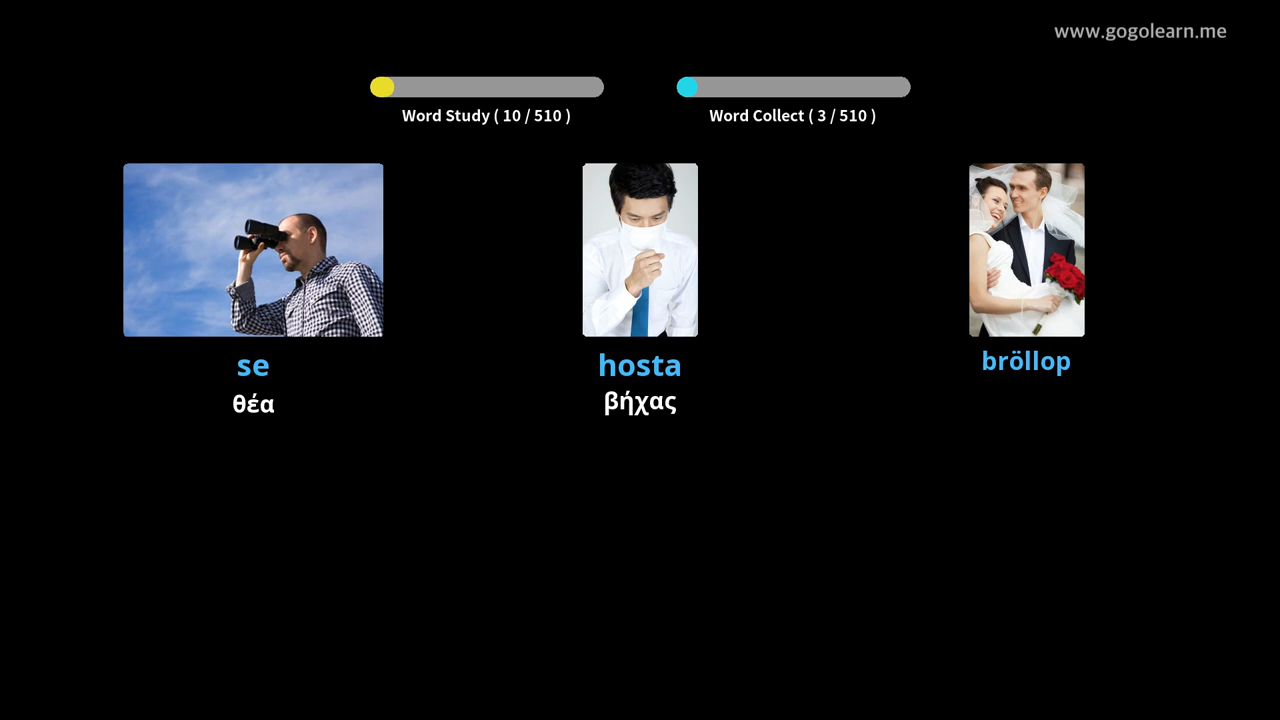 www.gogolearn.me
Word Study ( 10 / 510 )
Word Collect ( 3 / 510 )
se
θέα
hosta
βήχας
bröllop